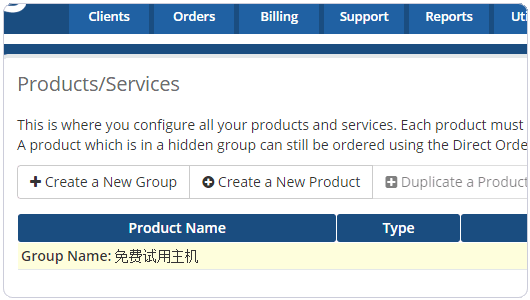 Clients Orders Billing Support Reports Uti
Products/Services
This is where you configure all your products and services. Each product must
A product which is in a hidden group can still be ordered using the Direct Orde
Create a New Group Create a New Product Duplicate a Product
Product Name Type
Group Name: 免费试用主机